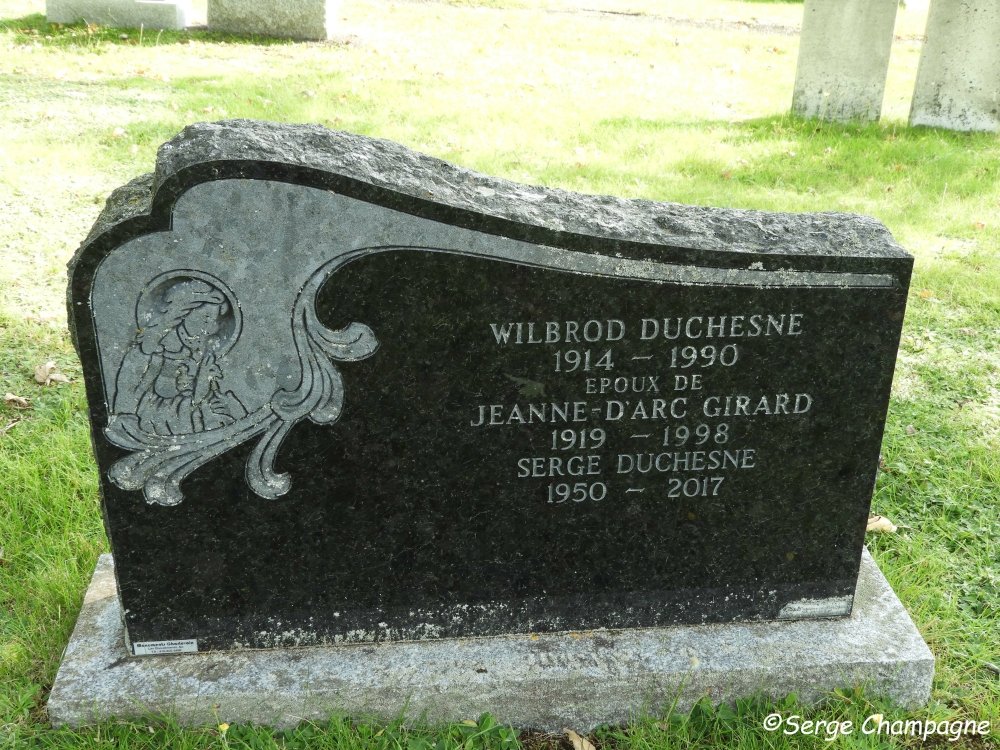 WILBROD DUCHESNE
1914 – 1990
EPOUX DE
JEANNE-D'ARC GIRARD
1919 – 1998
SERGE DUCHESNE
1950 – 2017
©Serge Champagne